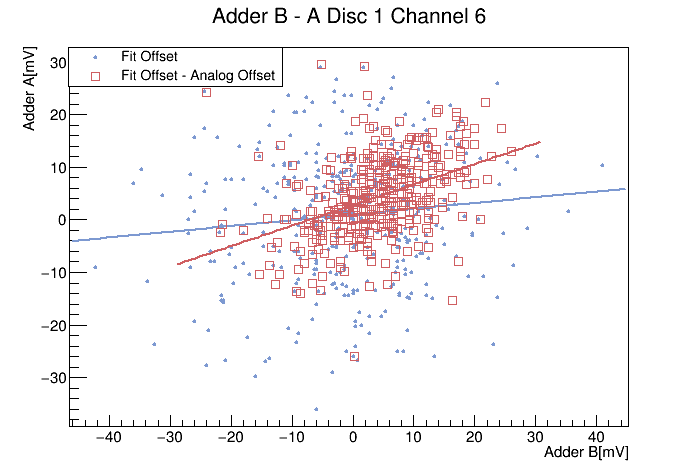 Adder B - A Disc 1 Channel 6
Adder A[mV]
Fit Offset
Fit Offset - Analog Offset
30
20
10
0
−10
−20
−30
−40 −30 −20 −10 0 10 20 30 40
Adder B[mV]